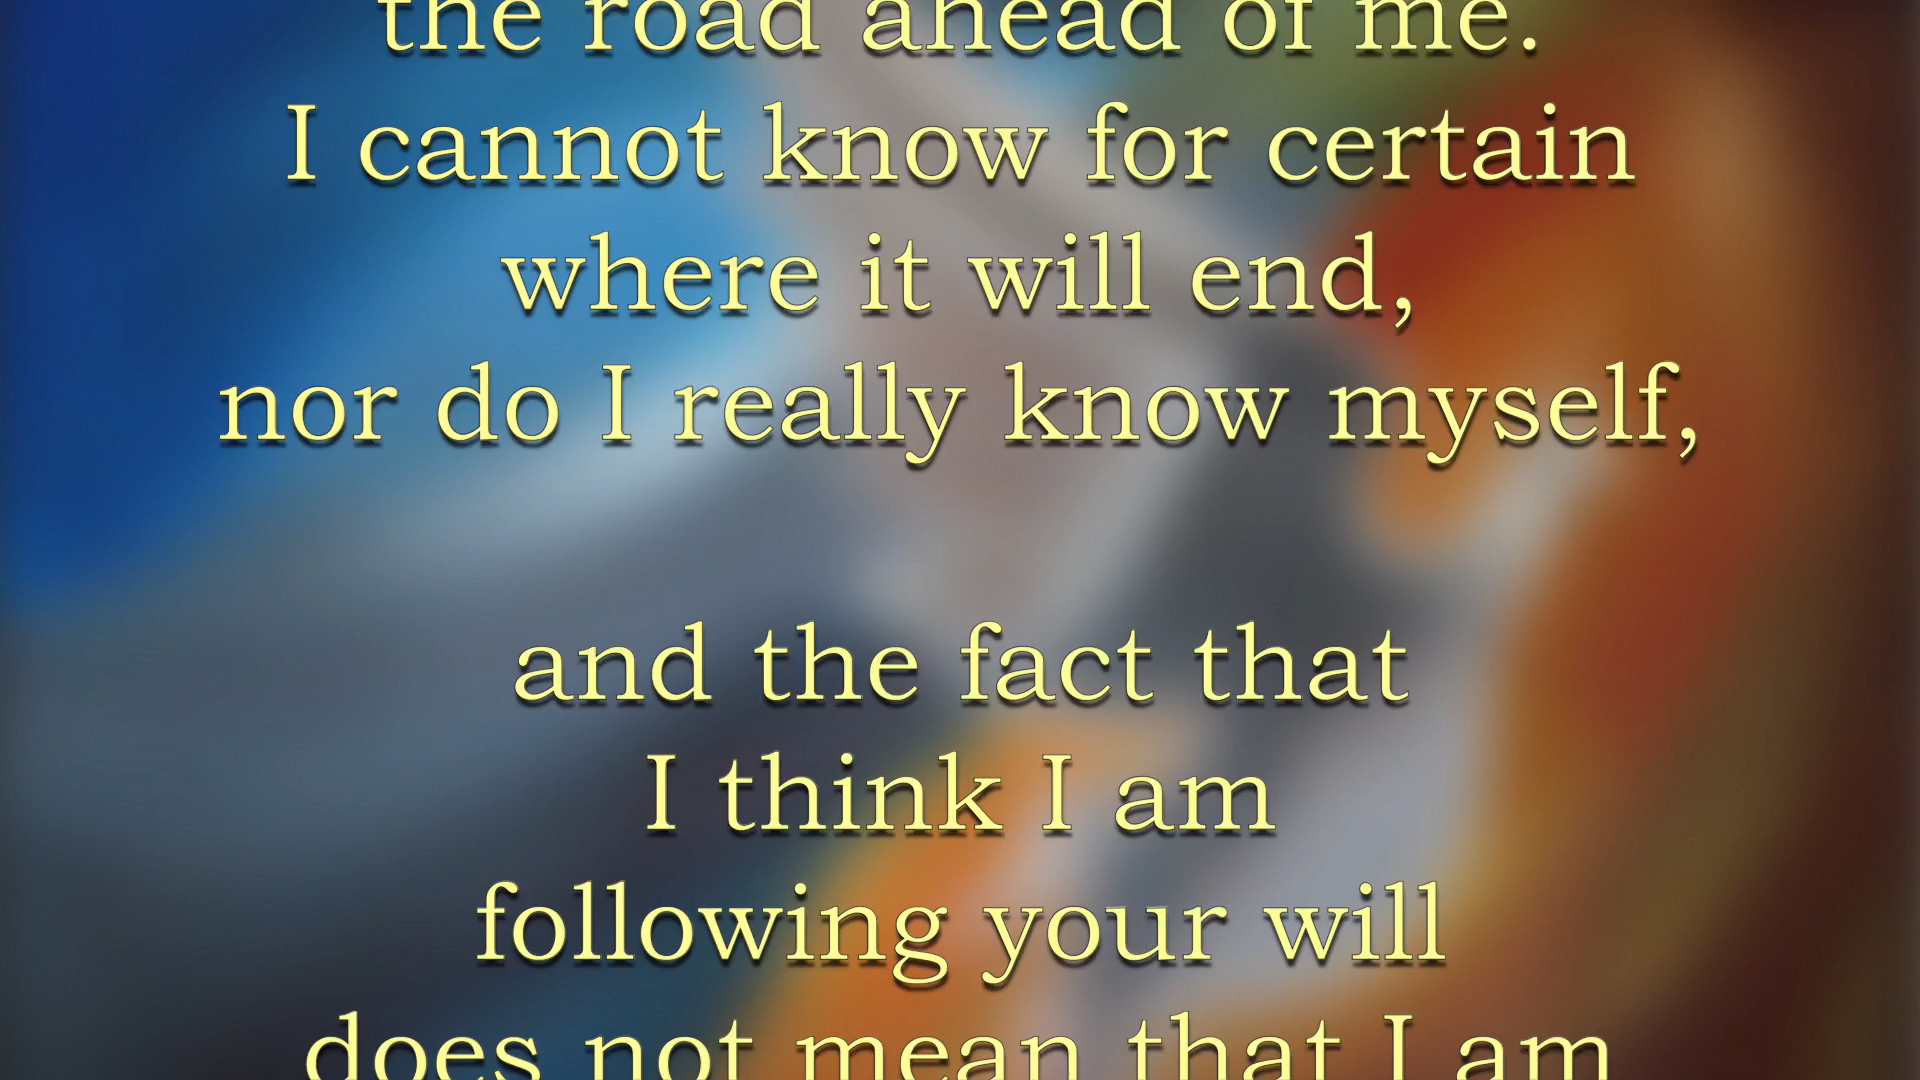 the road ahead of me.
I cannot know for certain
where it will end,
nor do I really know myself,
and the fact that
I think I am
following your will
does not mean that I am